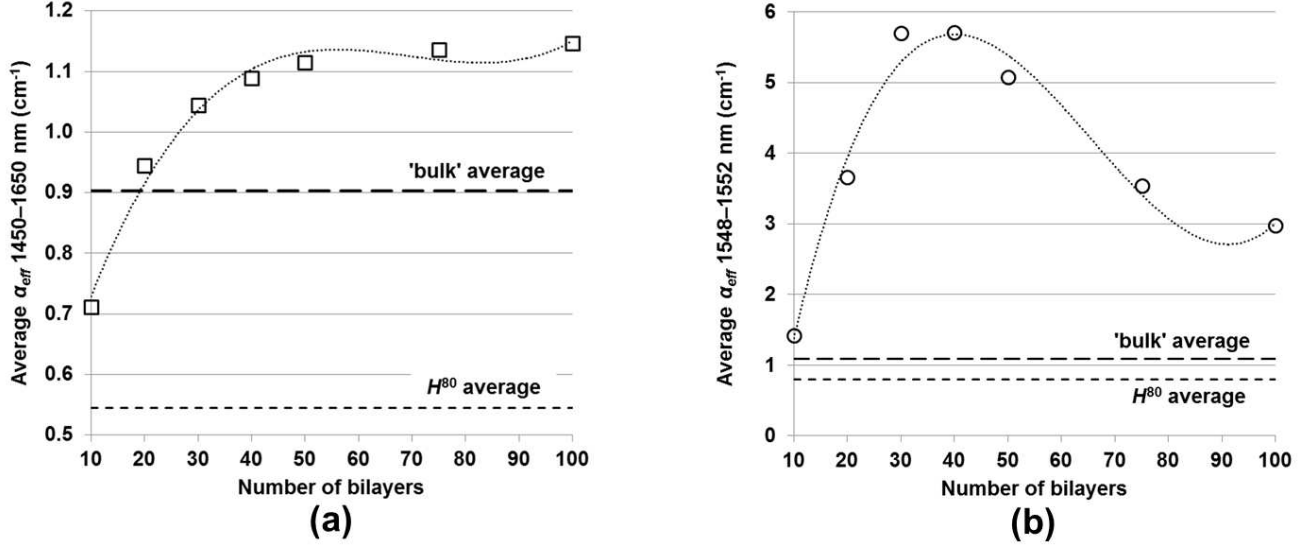 Average αeff 1450–1650 nm (cm-1)
1.2
1.1
1.0
0.9
0.8
0.7
0.6
0.5
'bulk' average
H80 average
10 20 30 40 50 60 70 80 90 100
Number of bilayers
(a)
Average αeff 1548–1552 nm (cm-1)
6
5
4
3
2
1
0
'bulk' average
H80 average
10 20 30 40 50 60 70 80 90 100
Number of bilayers
(b)